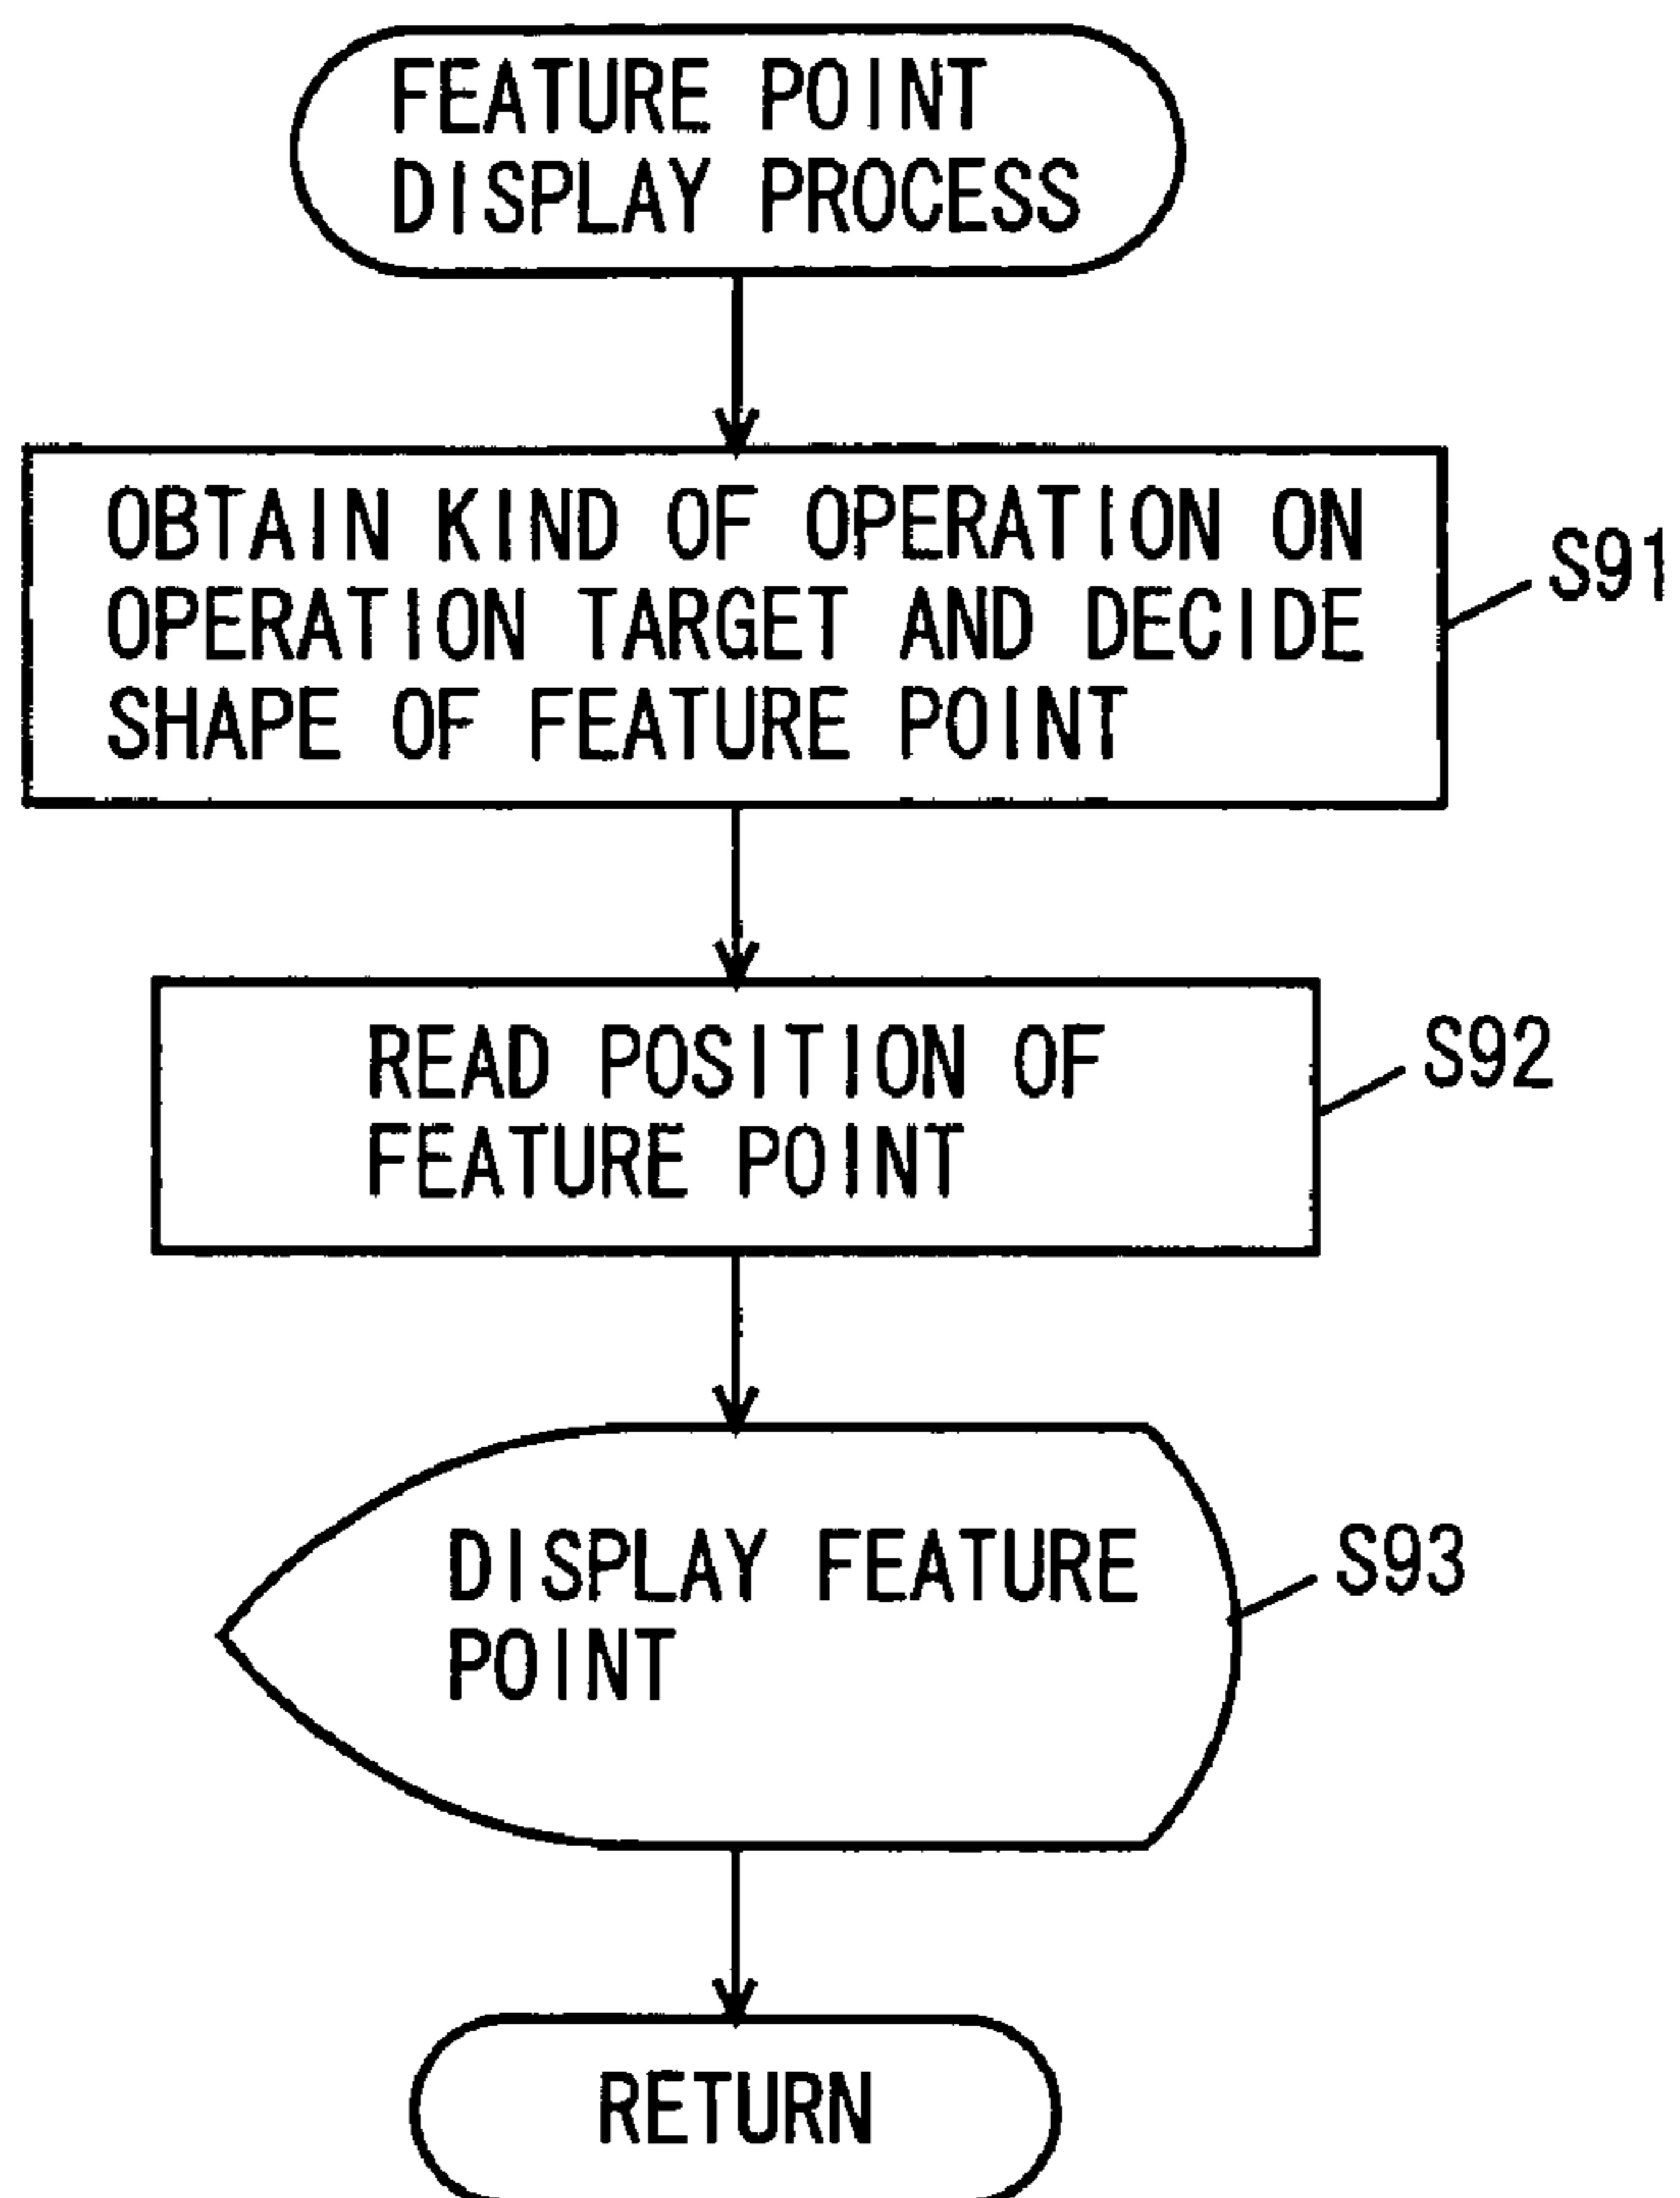 FEATURE POINT
DISPLAY PROCESS
OBTAIN KIND OF OPERATION ON
OPERATION TARGET AND DECIDE
SHAPE OF FEATURE POINT
S91
READ POSITION OF
FEATURE POINT
S92
DISPLAY FEATURE
POINT
S93
RETURN